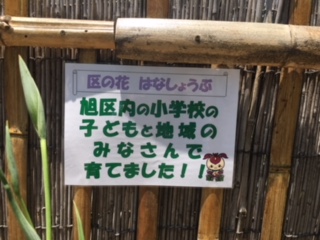 区の花 はなしょうぶ
旭区内の小学校の
子どもと地域の
みなさんで
育てました!!